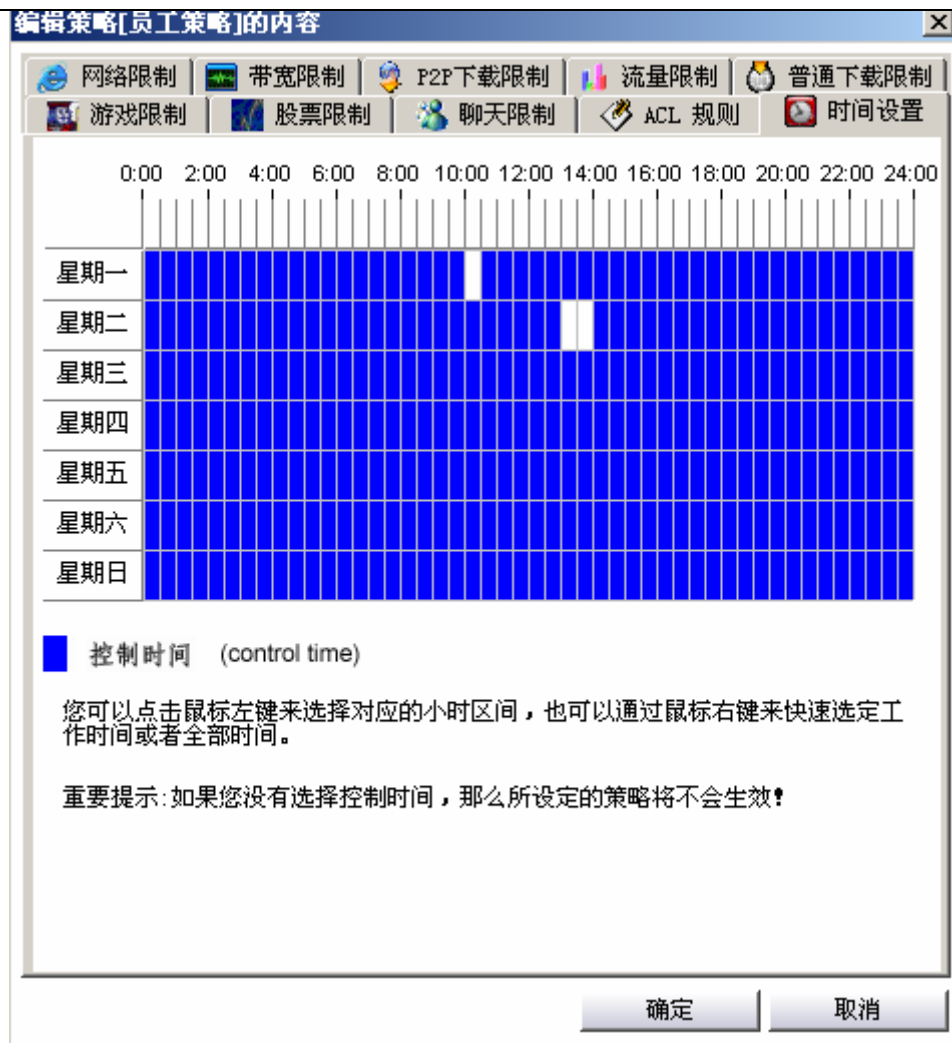 编辑策略[员工策略]的内容
网络限制 带宽限制 P2P下载限制 流量限制 普通下载限制
游戏限制 股票限制 聊天限制 ACL 规则 时间设置
0:00 2:00 4:00 6:00 8:00 10:00 12:00 14:00 16:00 18:00 20:00 22:00 24:00
星期一
星期二
星期三
星期四
星期五
星期六
星期日
控制时间 (control time)
您可以点击鼠标左键来选择对应的小时区间，也可以通过鼠标右键来快速选定工
作时间或者全部时间。
重要提示:如果您没有选择控制时间，那么所设定的策略将不会生效!
确定 取消